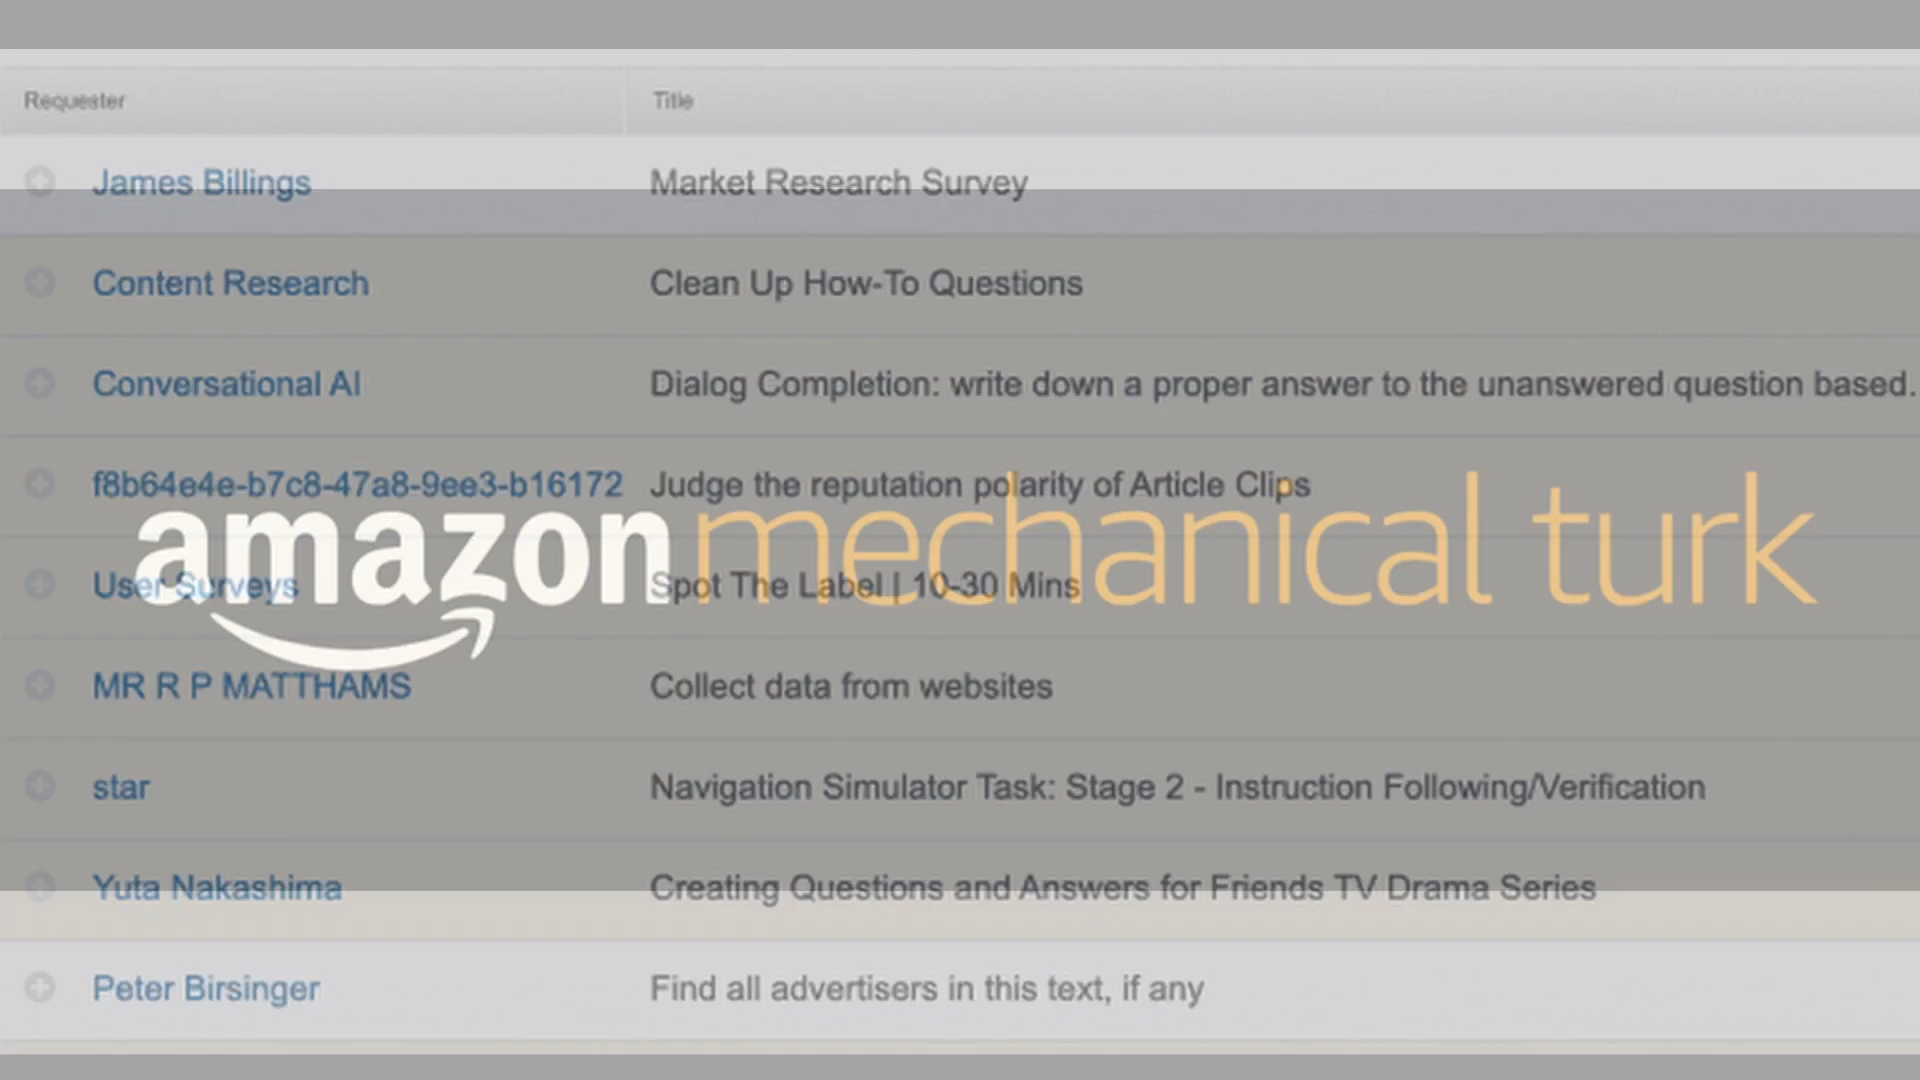 Requester Title
James Billings Market Research Survey
Content Research Clean Up How-To Questions
Conversational AI Dialog Completion: write down a proper answer to the unanswered question based.
f8b64e4e-b7c8-47a8-9ee3-b16172 Judge the reputation polarity of Article Clips
amazon mechanical turk
User Surveys Spot The Label | 10-30 Mins
MR R P MATTHAMS Collect data from websites
star Navigation Simulator Task: Stage 2 - Instruction Following/Verification
Yuta Nakashima Creating Questions and Answers for Friends TV Drama Series
Peter Birsinger Find all advertisers in this text, if any